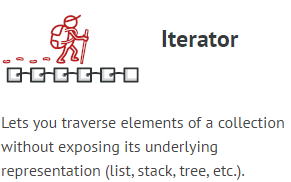 Iterator
Lets you traverse elements of a collection
without exposing its underlying
representation (list, stack, tree, etc.).